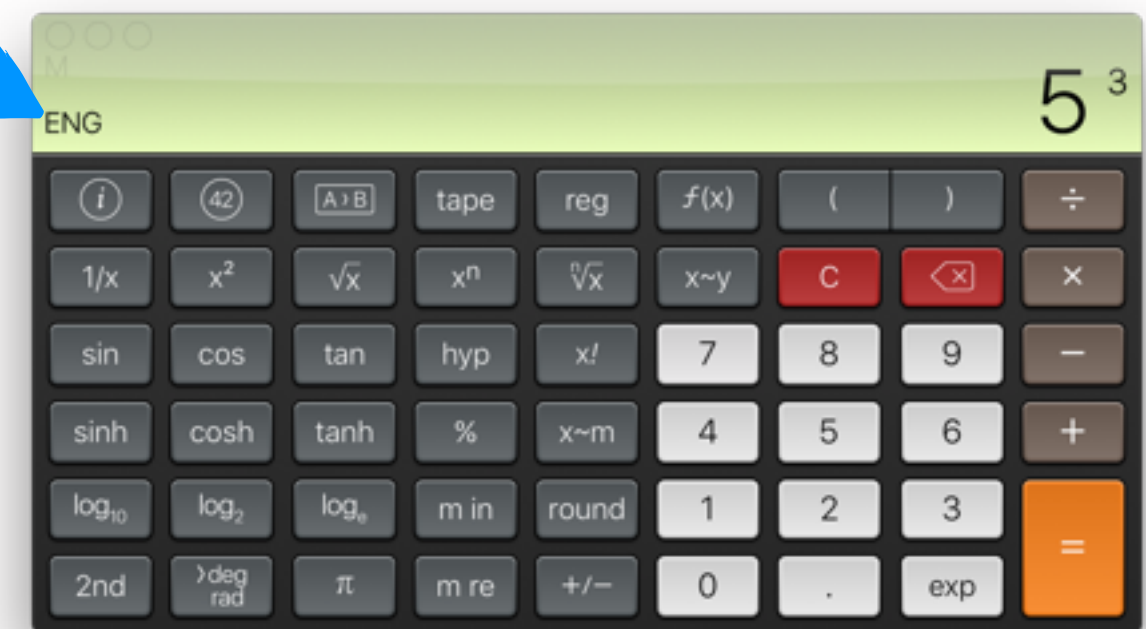 M
5 3
ENG
i 42 A›B tape reg f(x) ( ) ÷
1/x x² √x xⁿ ⁿ√x x~y C ×
sin cos tan hyp x! 7 8 9 −
sinh cosh tanh % x~m 4 5 6 +
log₁₀ log₂ logₑ m in round 1 2 3
=
2nd ›deg rad π m re +/− 0 . exp